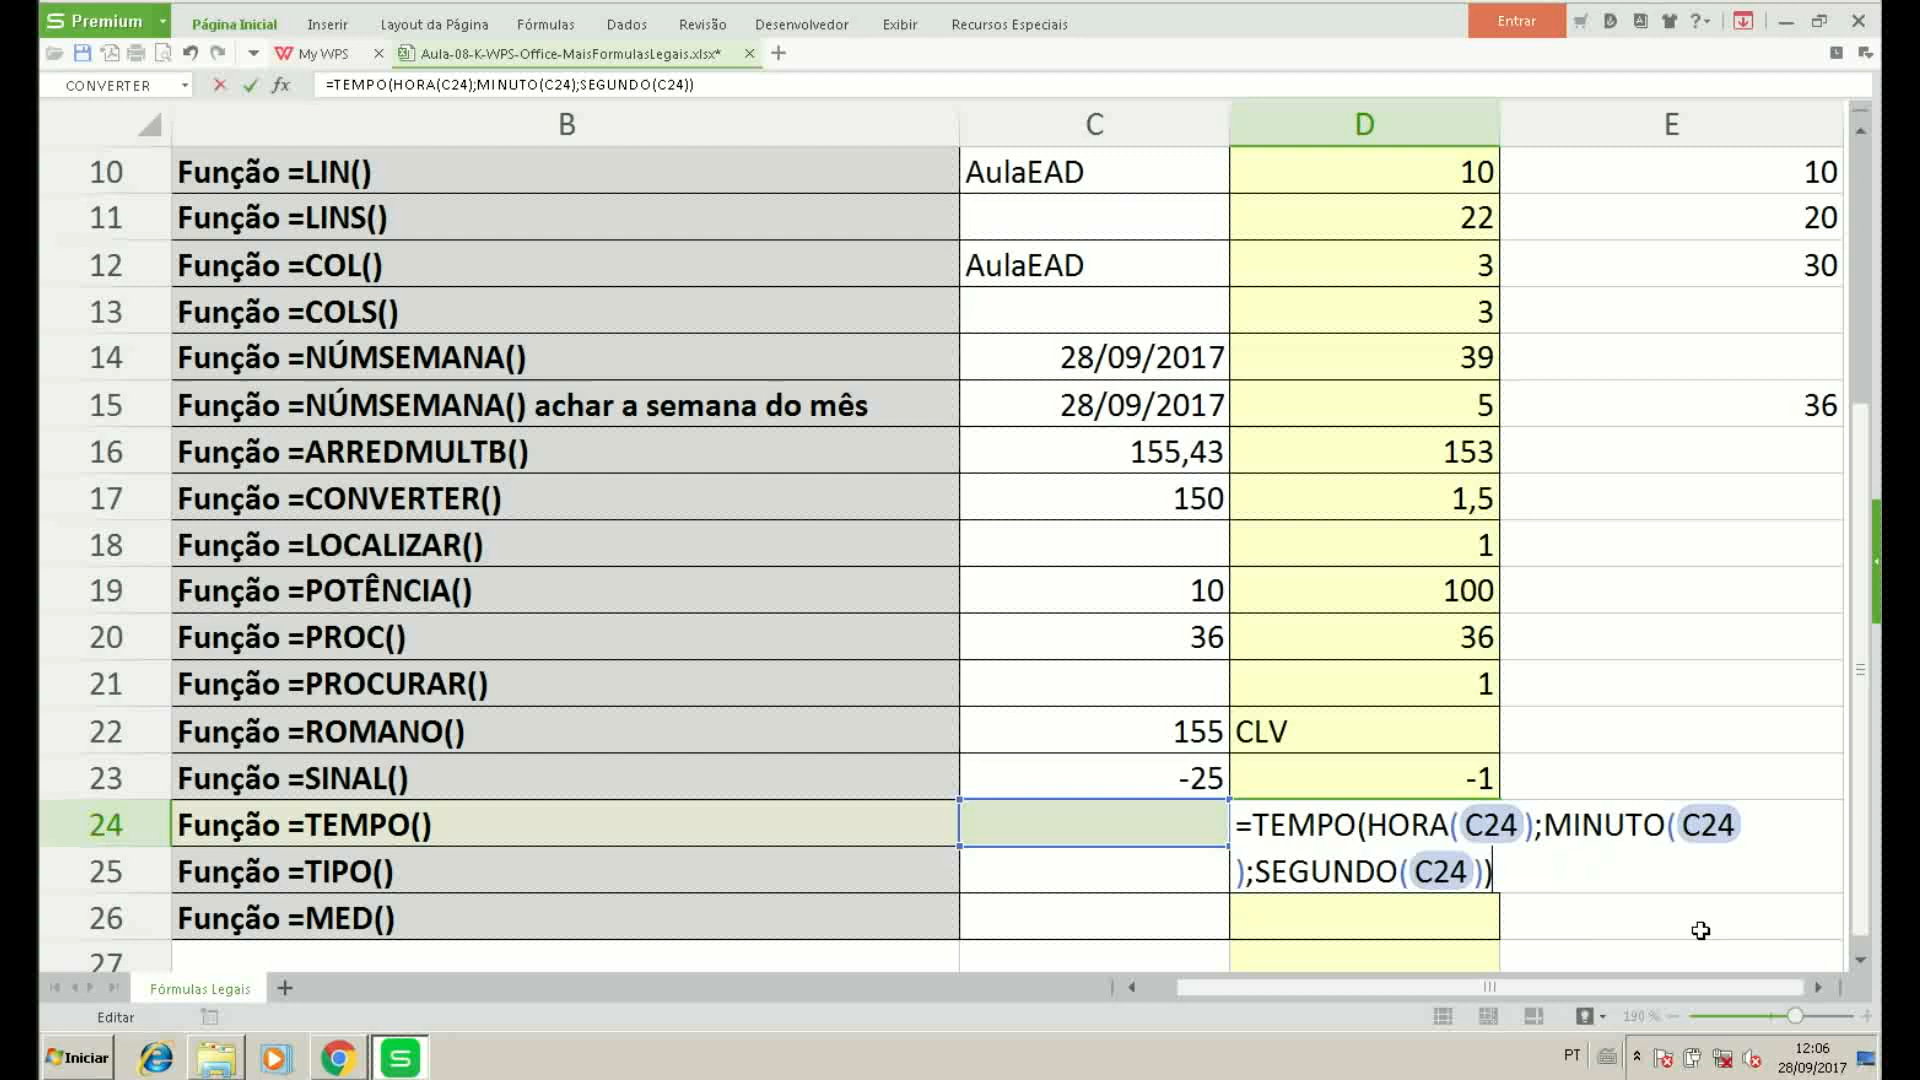 S Premium
Página Inicial Inserir Layout da Página Fórmulas Dados Revisão Desenvolvedor Exibir Recursos Especiais Entrar
My WPS Aula-08-K-WPS-Office-MaisFormulasLegais.xlsx*
CONVERTER fx =TEMPO(HORA(C24);MINUTO(C24);SEGUNDO(C24))
B C D E
10 Função =LIN() AulaEAD 10 10
11 Função =LINS() 22 20
12 Função =COL() AulaEAD 3 30
13 Função =COLS() 3
14 Função =NÚMSEMANA() 28/09/2017 39
15 Função =NÚMSEMANA() achar a semana do mês 28/09/2017 5 36
16 Função =ARREDMULTB() 155,43 153
17 Função =CONVERTER() 150 1,5
18 Função =LOCALIZAR() 1
19 Função =POTÊNCIA() 10 100
20 Função =PROC() 36 36
21 Função =PROCURAR() 1
22 Função =ROMANO() 155 CLV
23 Função =SINAL() -25 -1
24 Função =TEMPO() =TEMPO(HORA(C24);MINUTO(C24
25 Função =TIPO() );SEGUNDO(C24))
26 Função =MED()
27
Fórmulas Legais
Editar 190 %
Iniciar PT 12:06
28/09/2017